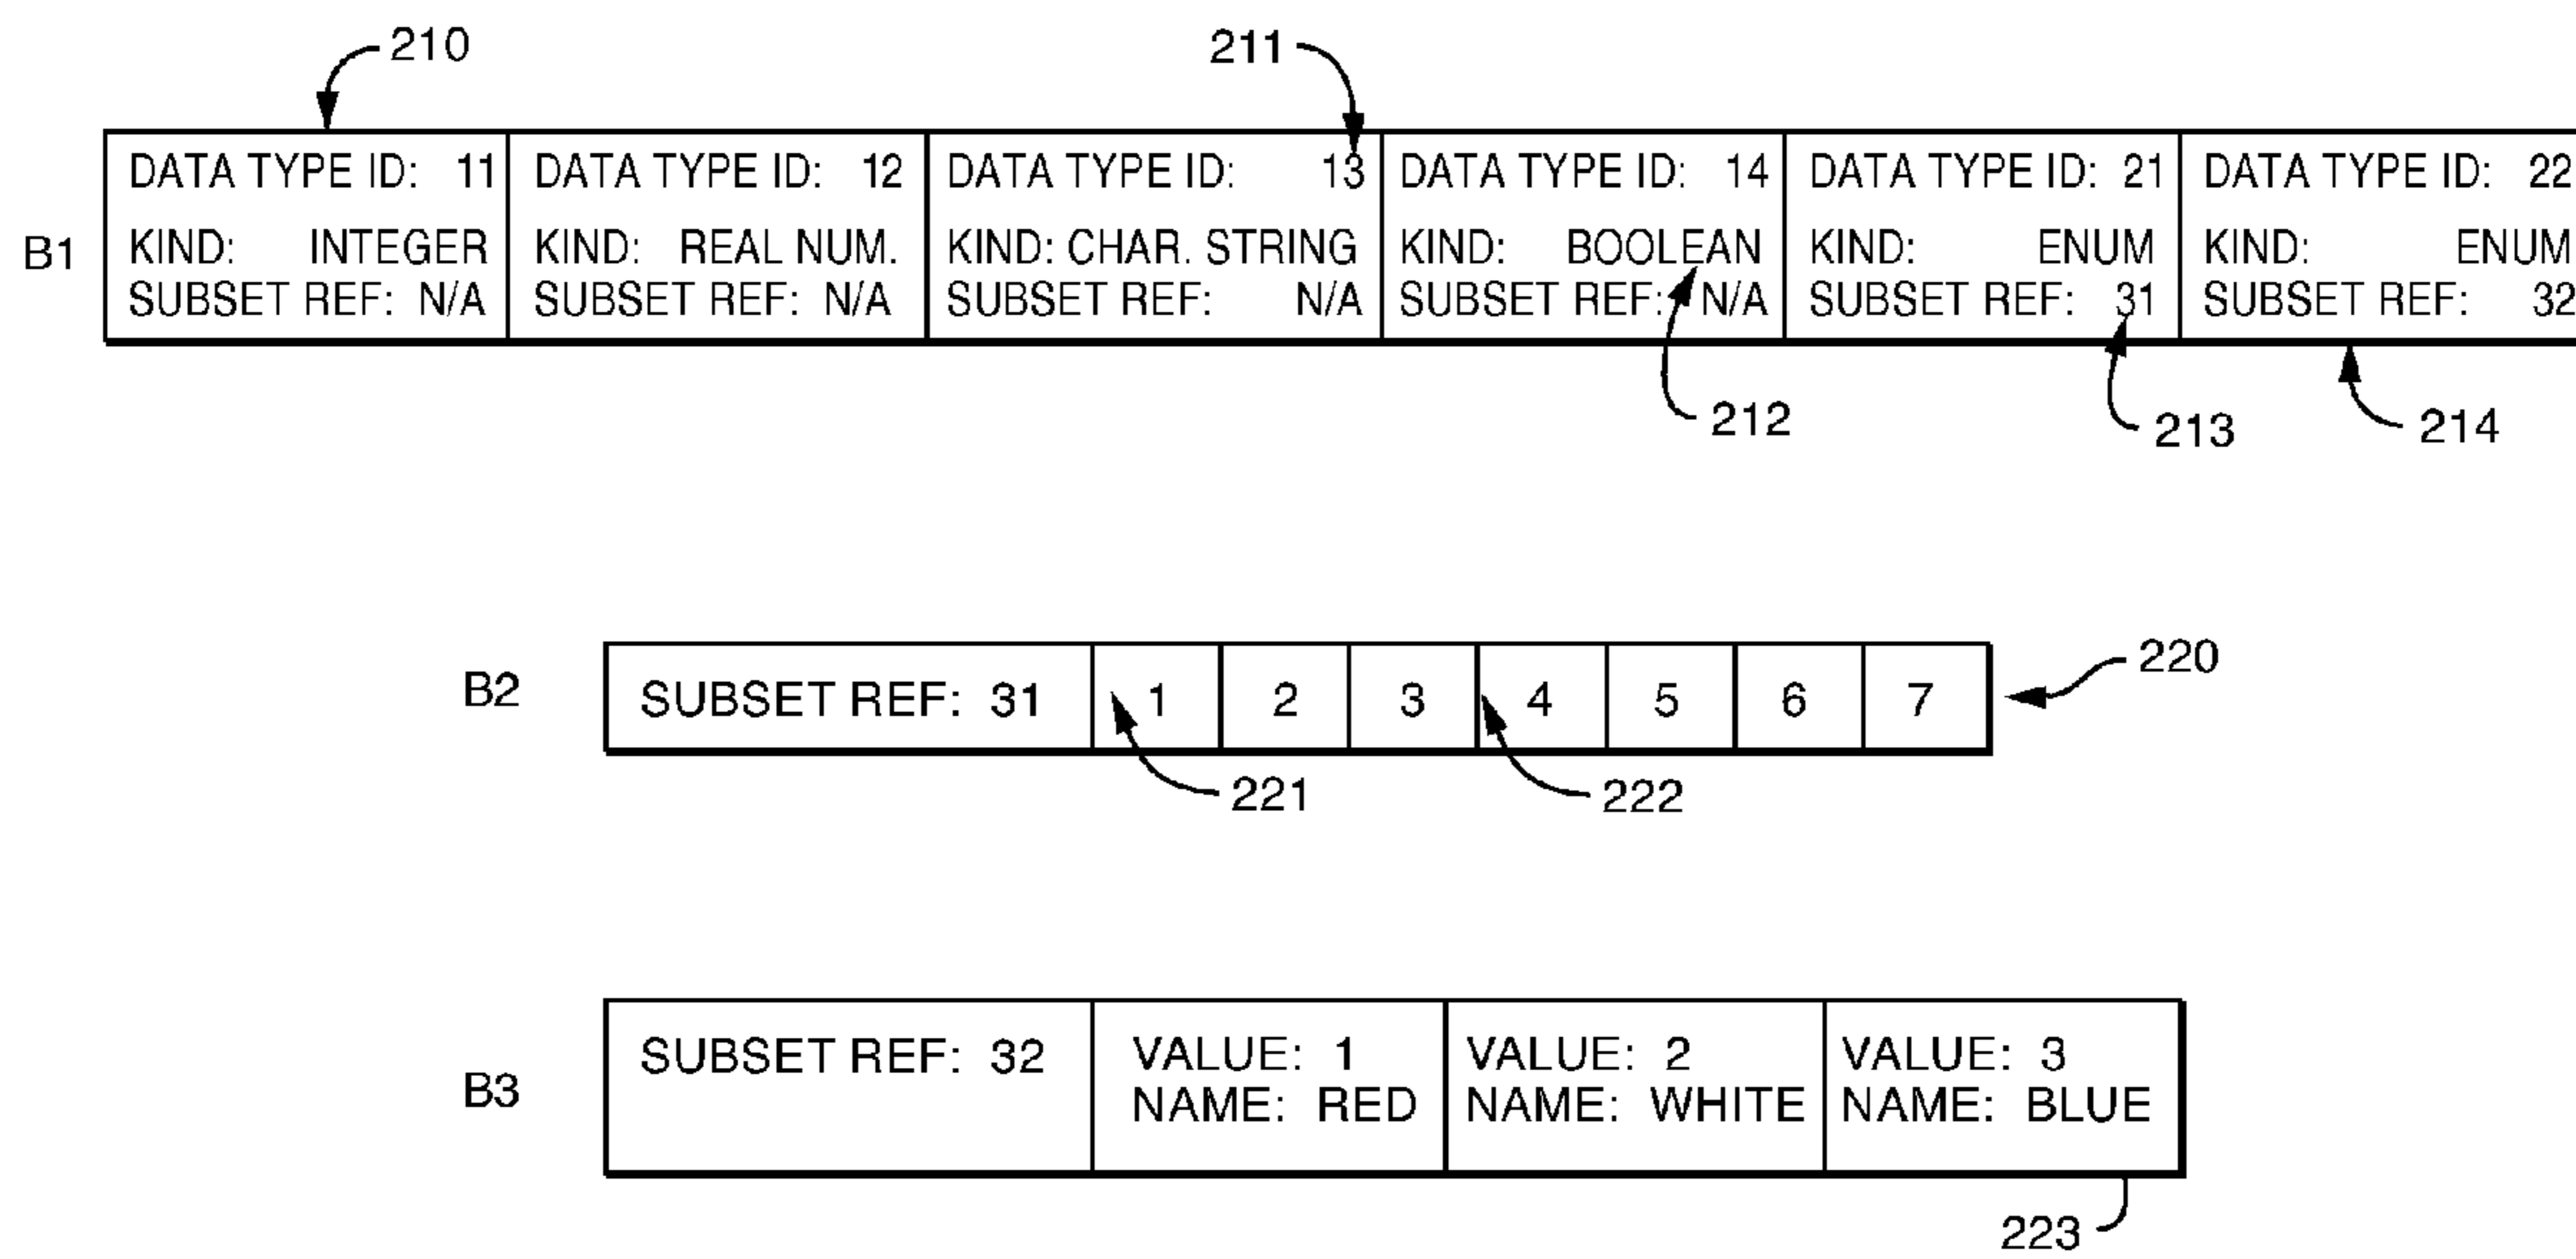 210
211
DATA TYPE ID: 11 DATA TYPE ID: 12 DATA TYPE ID: 13 DATA TYPE ID: 14 DATA TYPE ID: 21 DATA TYPE ID: 22
B1 KIND: INTEGER KIND: REAL NUM. KIND: CHAR. STRING KIND: BOOLEAN KIND: ENUM KIND: ENUM
SUBSET REF: N/A SUBSET REF: N/A SUBSET REF: N/A SUBSET REF: N/A SUBSET REF: 31 SUBSET REF: 32
212
213
214
B2 SUBSET REF: 31 1 2 3 4 5 6 7
220
221
222
B3
SUBSET REF: 32 VALUE: 1 VALUE: 2 VALUE: 3
NAME: RED NAME: WHITE NAME: BLUE
223